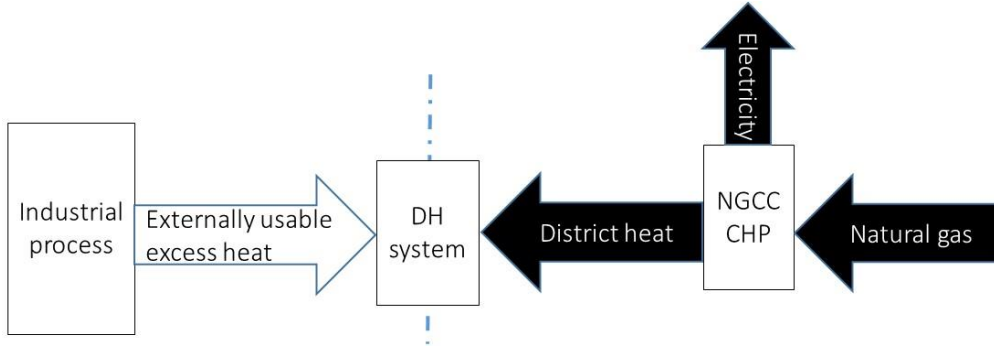 Electricity
Industrial
process
Externally usable
excess heat
DH
system
District heat
NGCC
CHP
Natural gas